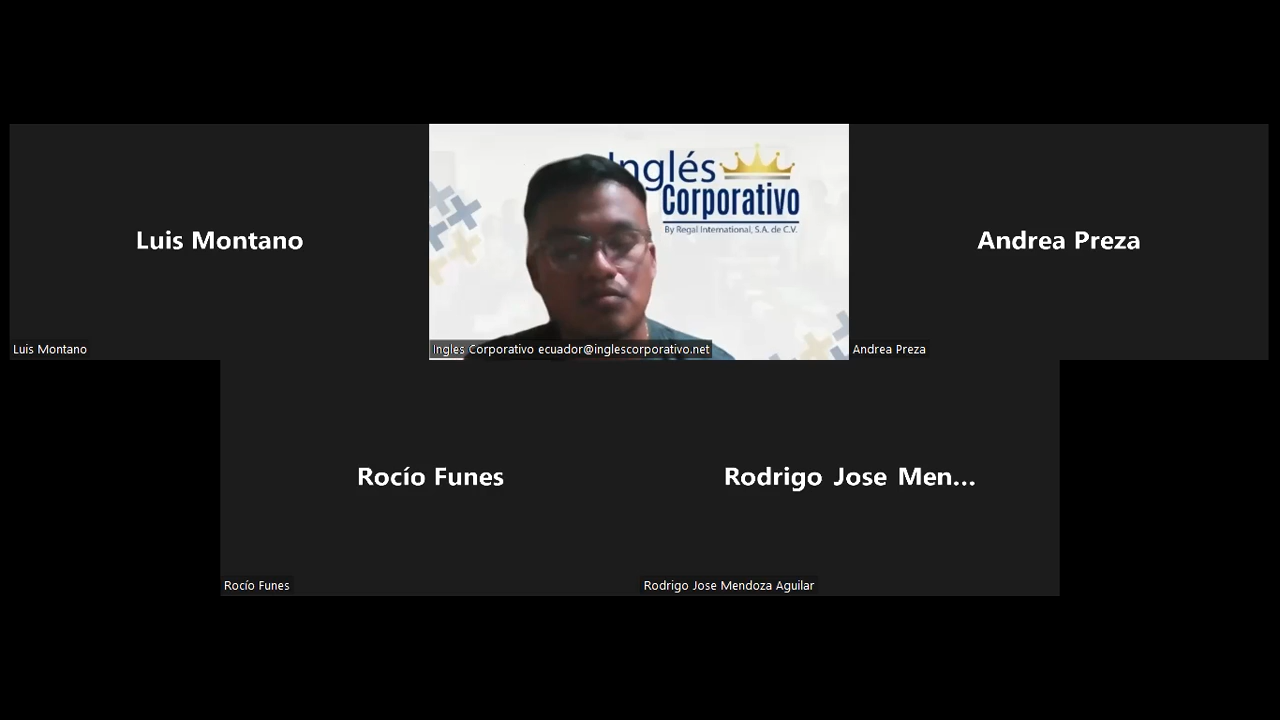 Luis Montano
Luis Montano
Inglés
Corporativo
By Regal International, S.A. de C.V.
Ingles Corporativo ecuador@inglescorporativo.net
Andrea Preza
Andrea Preza
Rocío Funes
Rocío Funes
Rodrigo Jose Men...
Rodrigo Jose Mendoza Aguilar